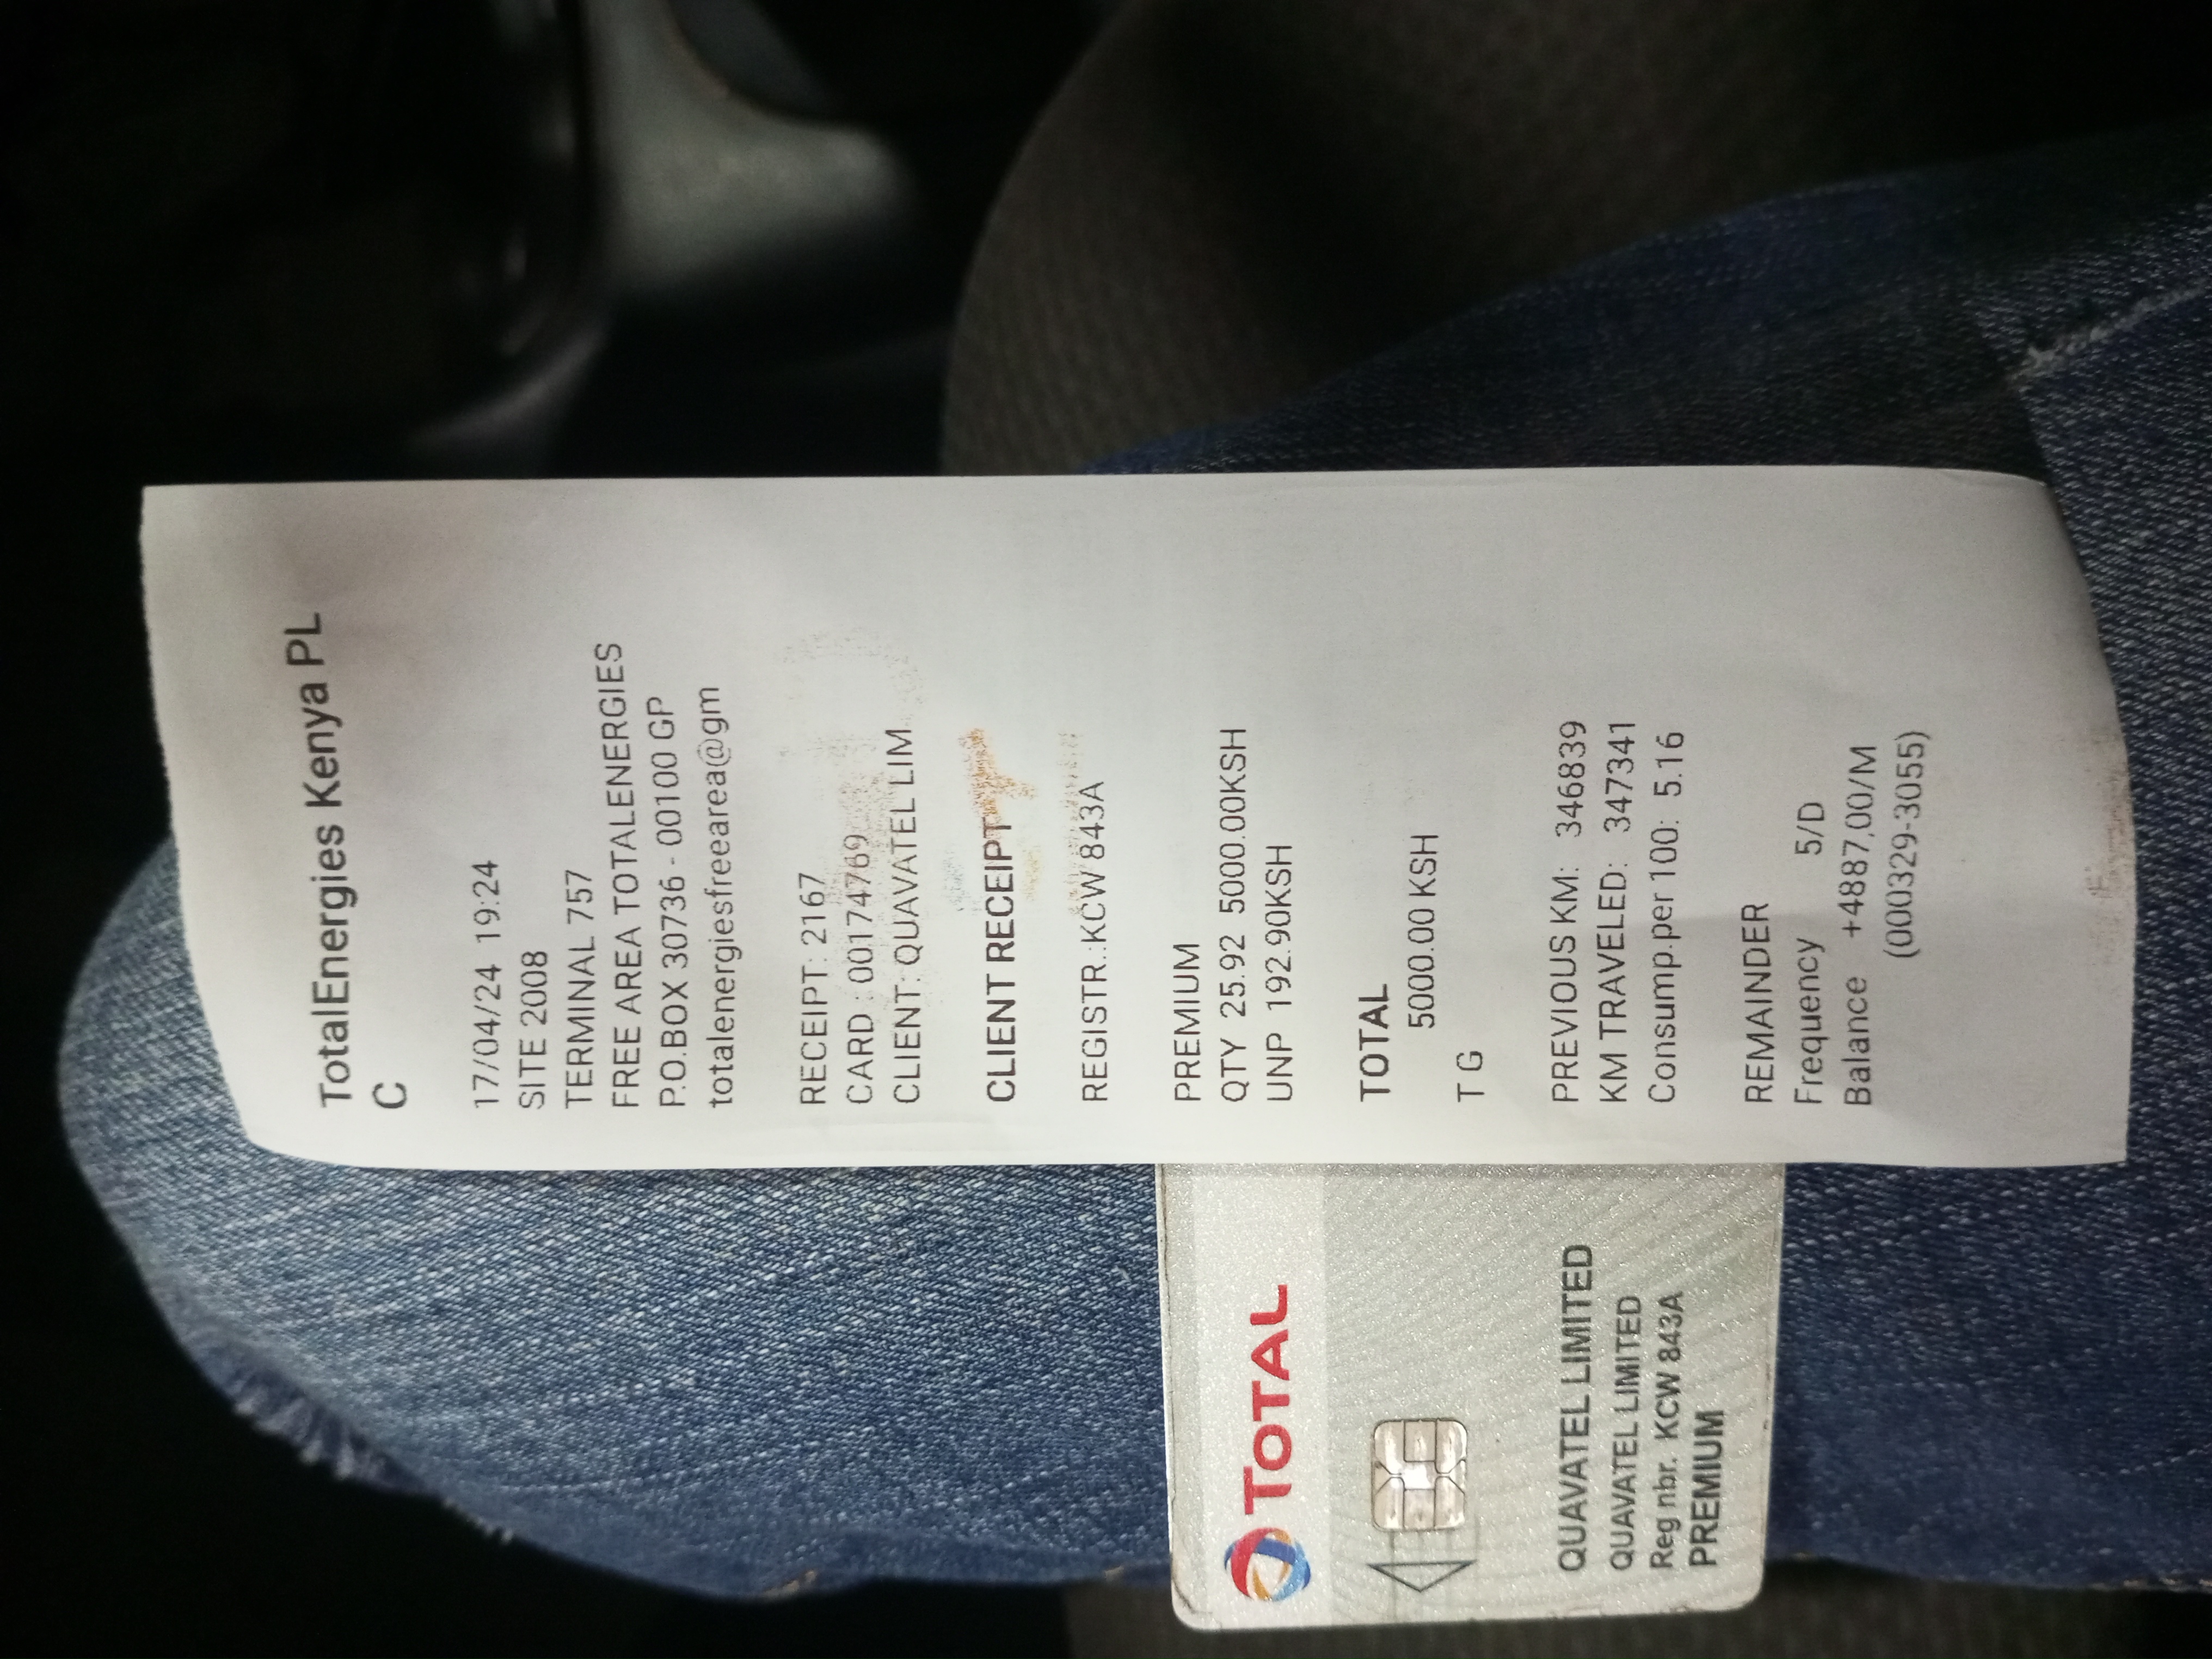 TotalEnergies Kenya PL
C
17/04/24 19:24
SITE 2008
TERMINAL 757
FREE AREA TOTALENERGIES
P.O.BOX 30736 - 00100 GP
totalenergiesfreearea@gm
RECEIPT: 2167
CARD : 00174769
CLIENT: QUAVATEL LIM
CLIENT RECEIPT
REGISTR.:KCW 843A
PREMIUM
QTY 25.92 5000.00KSH
UNP 192.90KSH
TOTAL
5000.00 KSH
T G
PREVIOUS KM: 346839
KM TRAVELED: 347341
Consump.per 100: 5.16
REMAINDER
Frequency 5/D
Balance +4887,00/M
(000329-3055)
TOTAL
QUAVATEL LIMITED
QUAVATEL LIMITED
Reg nbr. KCW 843A
PREMIUM